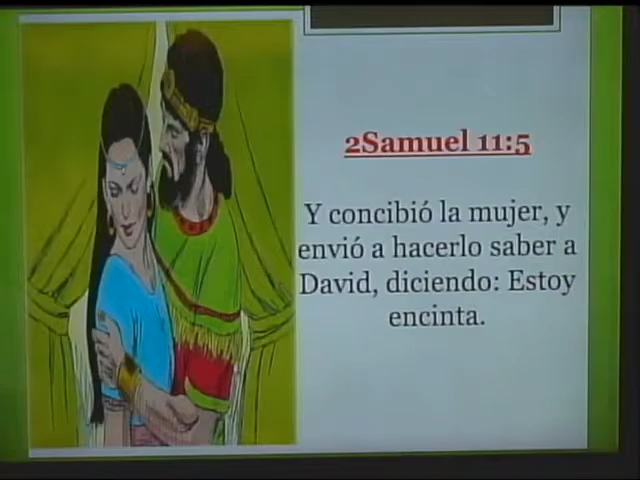 2Samuel 11:5
Y concibió la mujer, y
envió a hacerlo saber a
David, diciendo: Estoy
encinta.